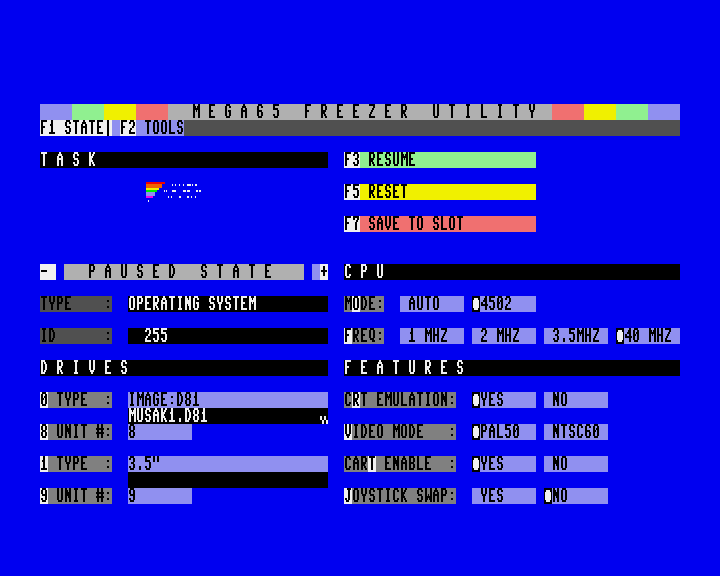 MEGA65 FREEZER UTILITY
F1 STATE| F2 TOOLS
TASK
F3 RESUME
F5 RESET
F7 SAVE TO SLOT
- PAUSED STATE +
CPU
TYPE : OPERATING SYSTEM
MODE: AUTO 4502
ID : 255
FREQ: 1 MHZ 2 MHZ 3.5MHZ 40 MHZ
DRIVES
FEATURES
0 TYPE : IMAGE:D81
CRT EMULATION: YES NO
MUSAK1.D81
8 UNIT #: 8
VIDEO MODE : PAL50 NTSC60
1 TYPE : 3.5"
CART ENABLE : YES NO
9 UNIT #: 9
JOYSTICK SWAP: YES NO